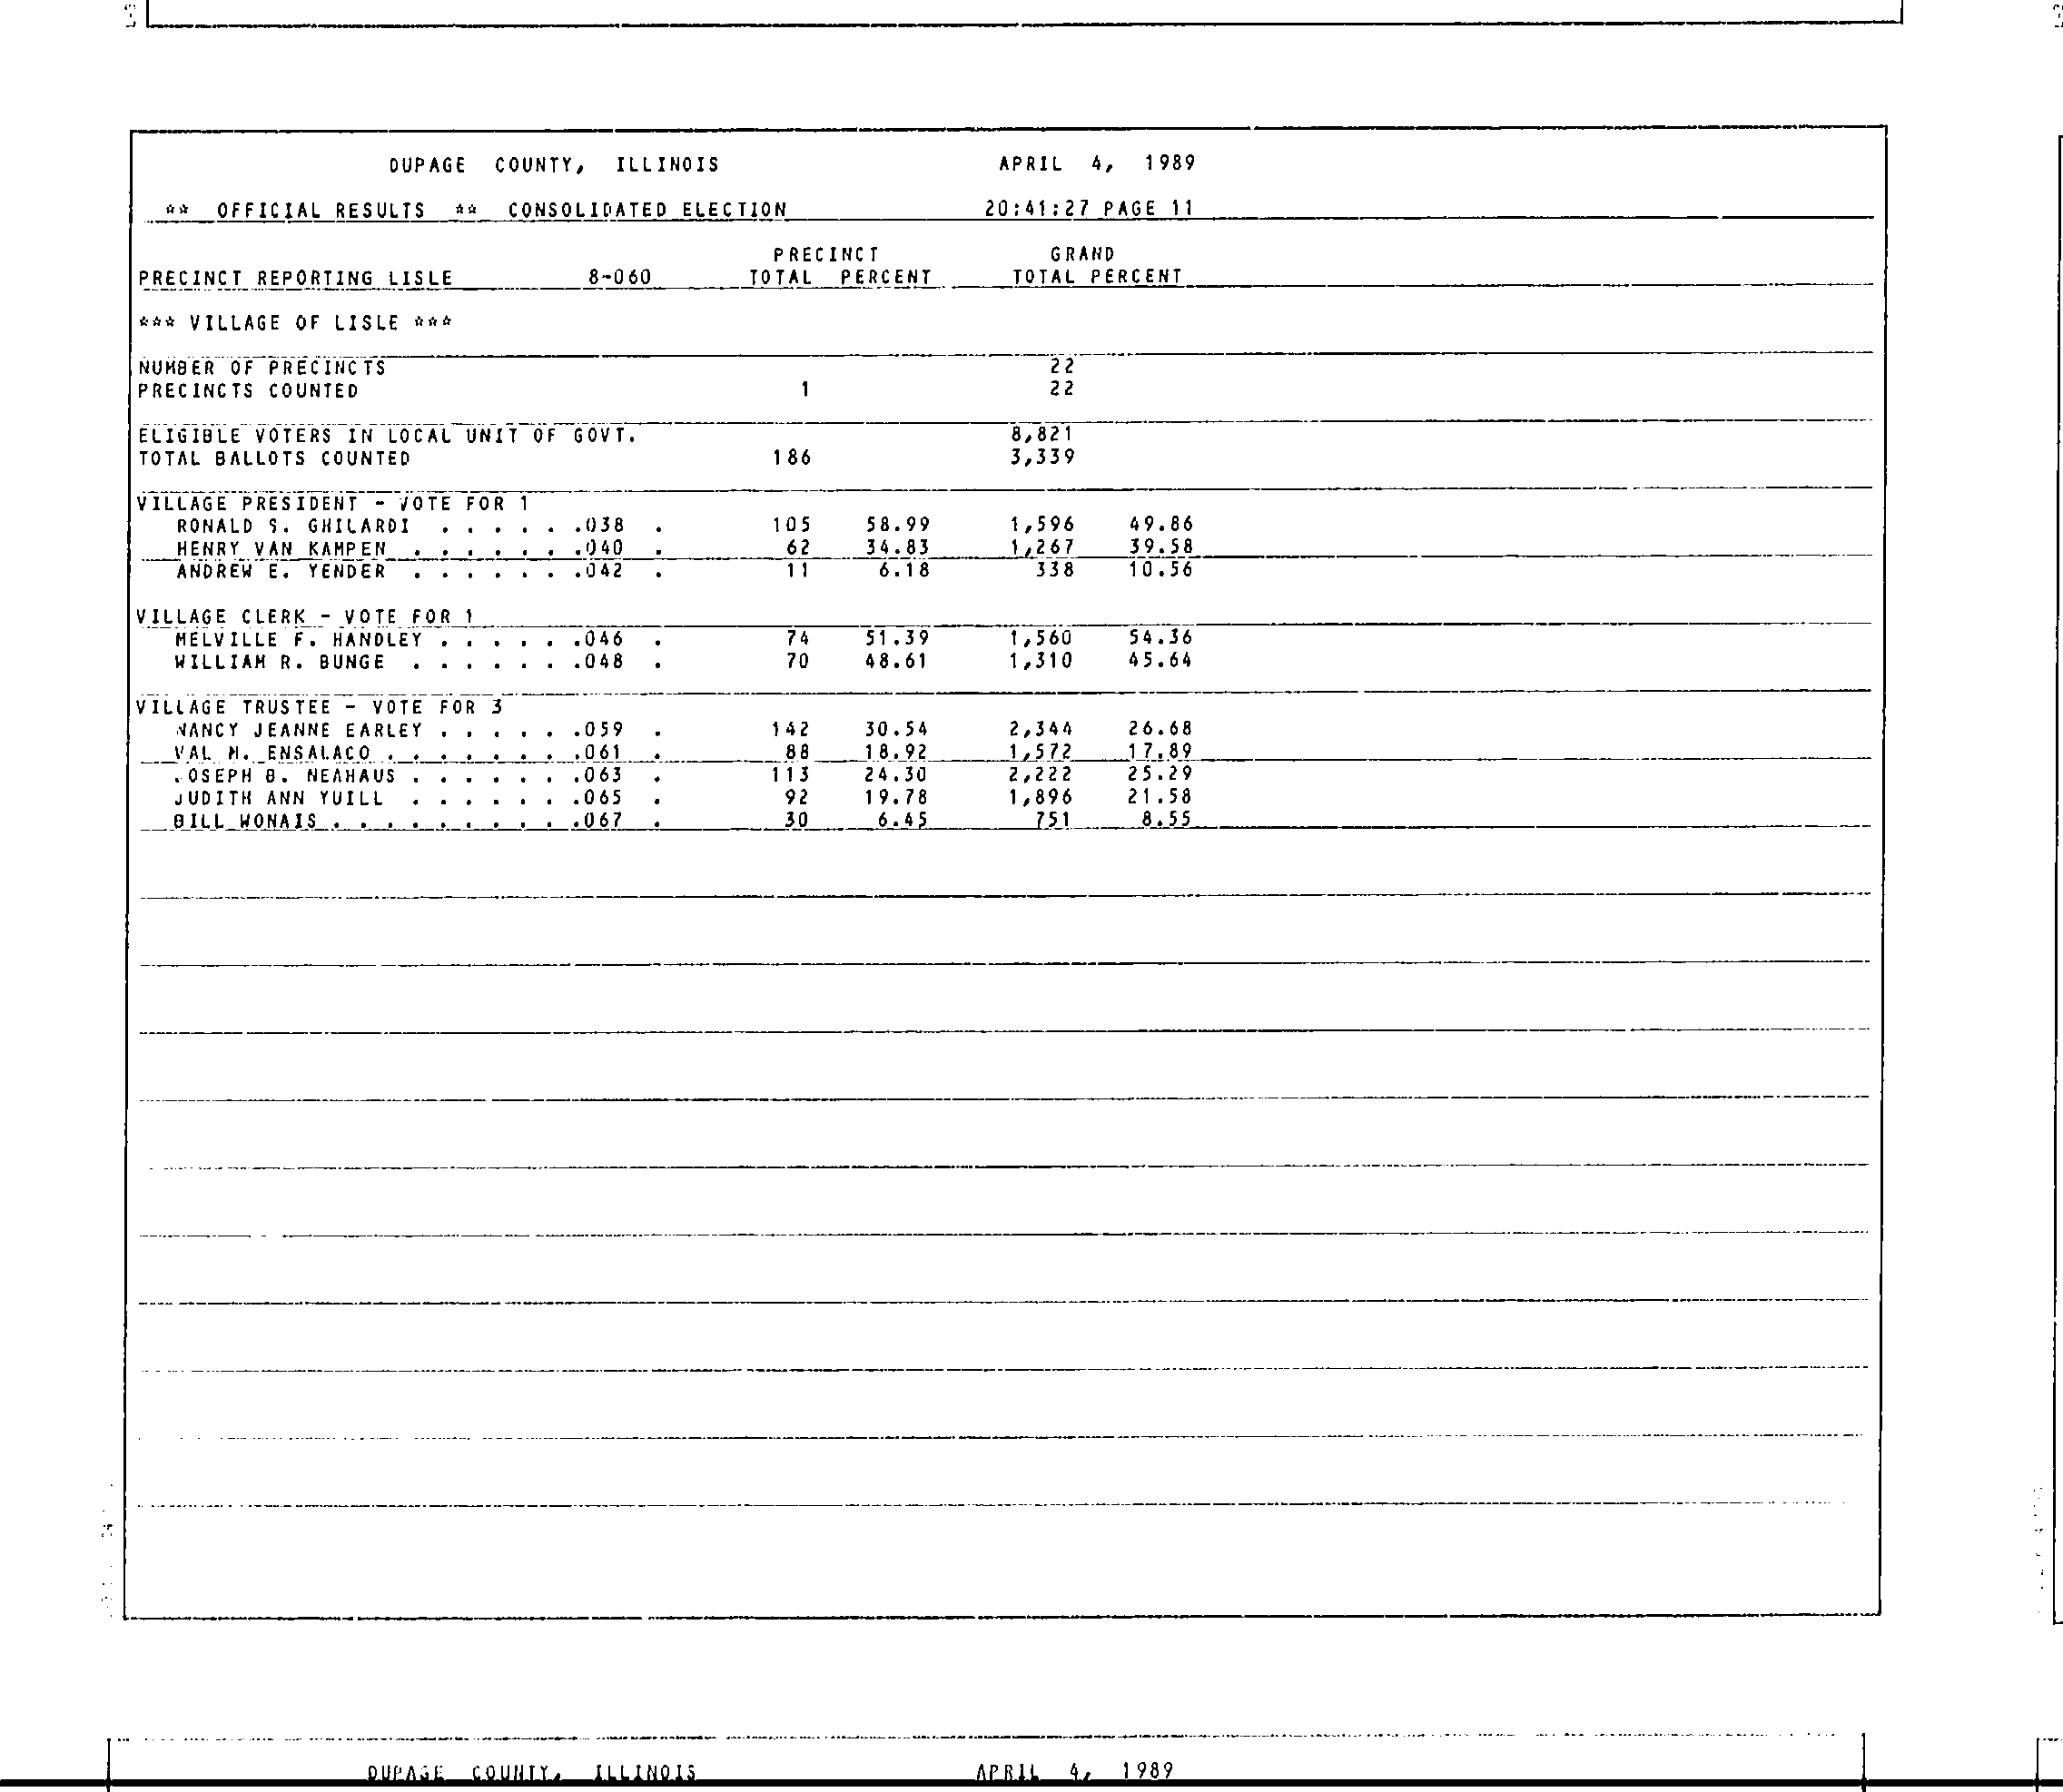 DUPAGE COUNTY, ILLINOIS APRIL 4, 1989
** OFFICIAL RESULTS ** CONSOLIDATED ELECTION 20:41:27 PAGE 11
PRECINCT GRAND
PRECINCT REPORTING LISLE 8-060 TOTAL PERCENT TOTAL PERCENT
*** VILLAGE OF LISLE ***
NUMBER OF PRECINCTS 22
PRECINCTS COUNTED 1 22
ELIGIBLE VOTERS IN LOCAL UNIT OF GOVT. 8,821
TOTAL BALLOTS COUNTED 186 3,339
VILLAGE PRESIDENT - VOTE FOR 1
RONALD S. GHILARDI . . . . . .038 . 105 58.99 1,596 49.86
HENRY VAN KAMPEN . . . . . . .040 . 62 34.83 1,267 39.58
ANDREW E. YENDER . . . . . . .042 . 11 6.18 338 10.56
VILLAGE CLERK - VOTE FOR 1
MELVILLE F. HANDLEY . . . . . .046 . 74 51.39 1,560 54.36
WILLIAM R. BUNGE . . . . . . .048 . 70 48.61 1,310 45.64
VILLAGE TRUSTEE - VOTE FOR 3
NANCY JEANNE EARLEY . . . . . .059 . 142 30.54 2,344 26.68
VAL M. ENSALACO . . . . . . . .061 . 88 18.92 1,572 17.89
JOSEPH B. NEAHAUS . . . . . . .063 . 113 24.30 2,222 25.29
JUDITH ANN YUILL . . . . . . .065 . 92 19.78 1,896 21.58
BILL WONAIS . . . . . . . . . .067 . 30 6.45 751 8.55
DUPAGE COUNTY, ILLINOIS APRIL 4, 1989